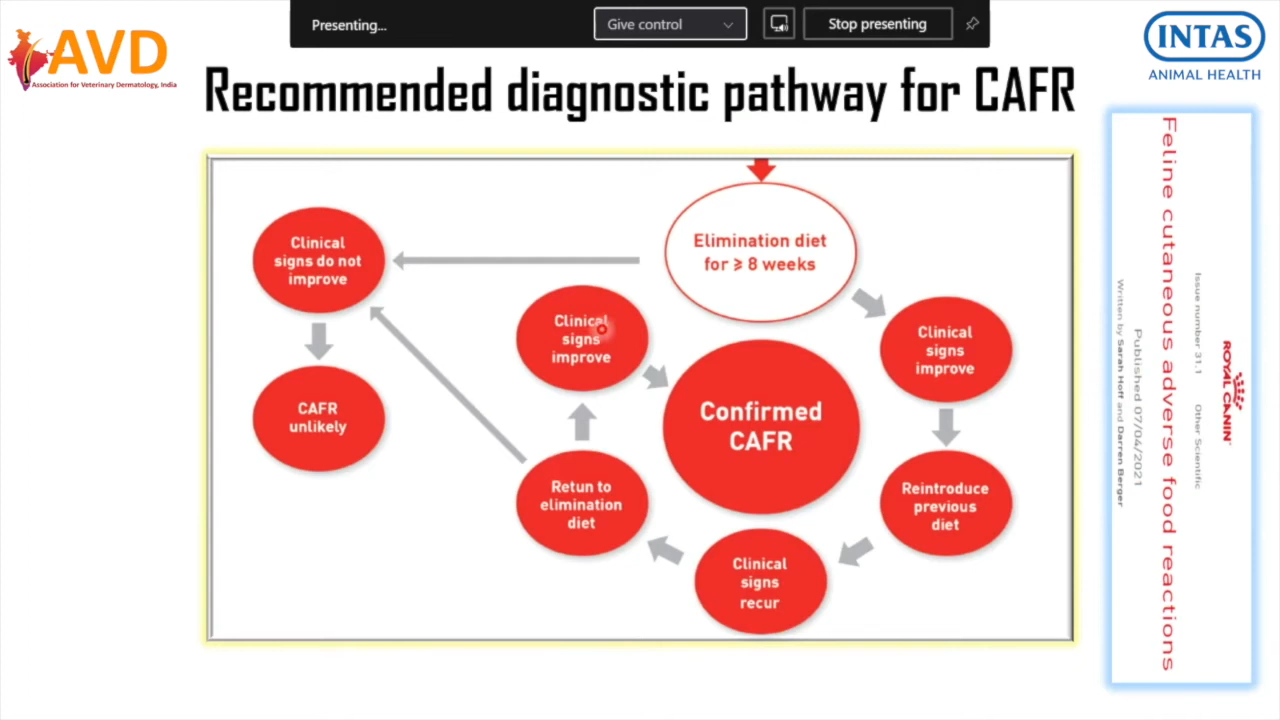 Presenting...
Give control
Stop presenting
AVD
Association for Veterinary Dermatology, India
INTAS
ANIMAL HEALTH
Recommended diagnostic pathway for CAFR
Elimination diet
for ≥ 8 weeks
Clinical
signs do not
improve
CAFR
unlikely
Clinical
signs
improve
Confirmed
CAFR
Clinical
signs
improve
Reintroduce
previous
diet
Clinical
signs
recur
Retun to
elimination
diet
ROYAL CANIN
Issue number 31.1 Other Scientific
Feline cutaneous adverse food reactions
Published 07/04/2021
Written by Sarah Hoff and Darren Berger